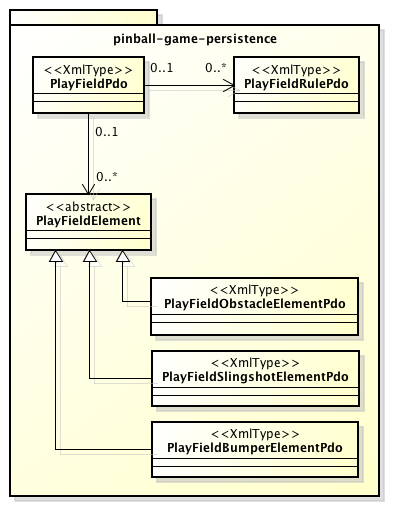 pinball-game-persistence
<<XmlType>>
PlayFieldPdo
0..1
0..*
<<XmlType>>
PlayFieldRulePdo
0..1
0..*
<<abstract>>
PlayFieldElement
<<XmlType>>
PlayFieldObstacleElementPdo
<<XmlType>>
PlayFieldSlingshotElementPdo
<<XmlType>>
PlayFieldBumperElementPdo